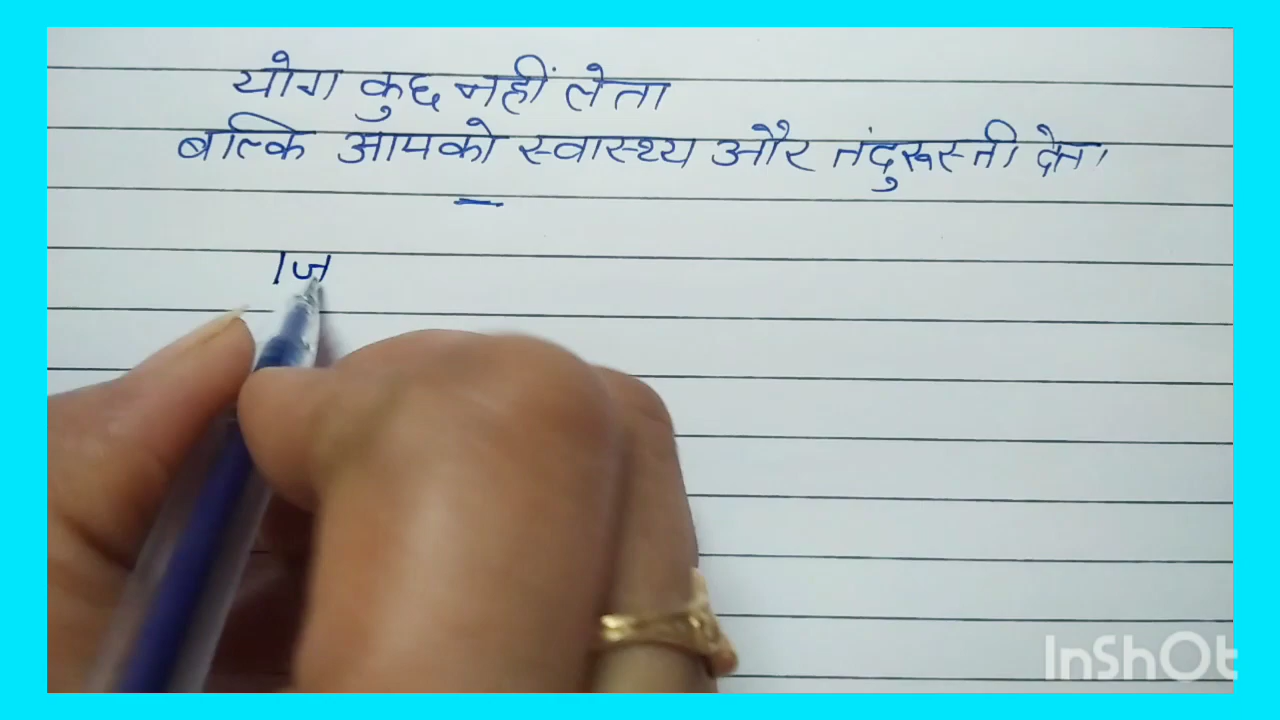 योग कुछ नहीं लेता
बल्कि आपको स्वास्थ्य और तंदुरूस्ती देता
InShOt